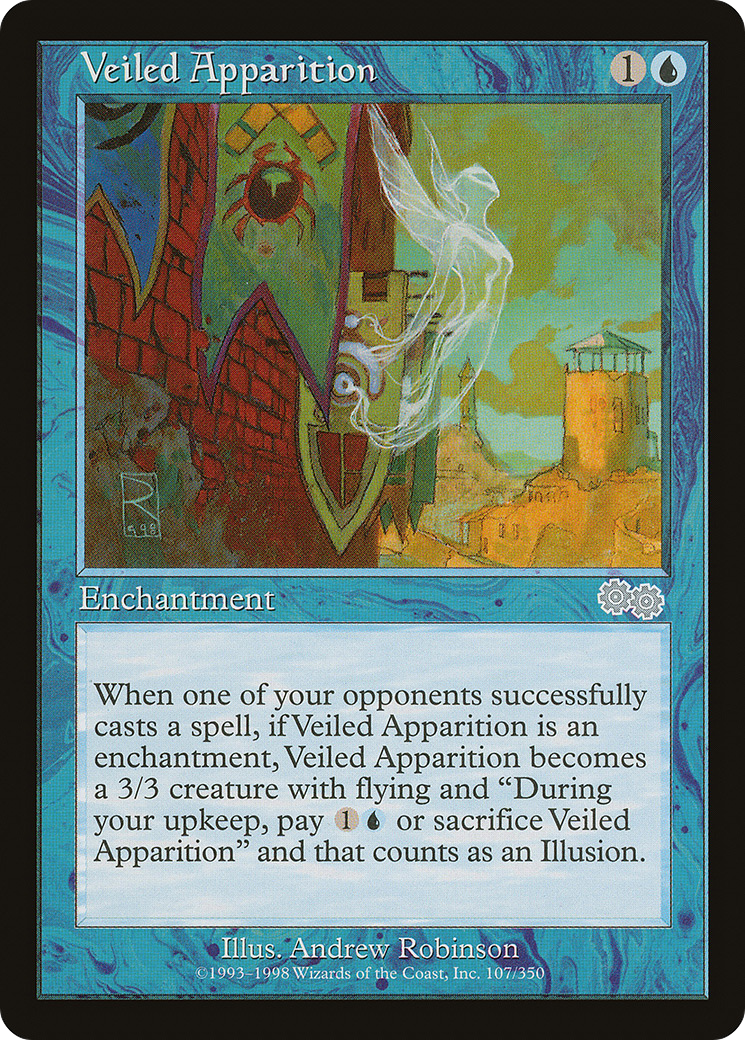 Veiled Apparition 1
R
998
Enchantment
When one of your opponents successfully
casts a spell, if Veiled Apparition is an
enchantment, Veiled Apparition becomes
a 3/3 creature with flying and “During
your upkeep, pay 1 or sacrifice Veiled
Apparition” and that counts as an Illusion.
Illus. Andrew Robinson
©1993–1998 Wizards of the Coast, Inc. 107/350